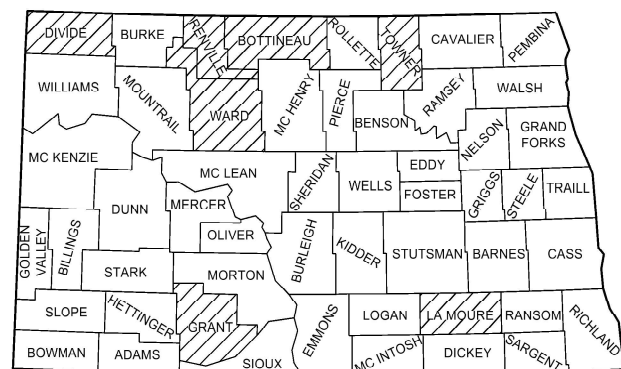 DIVIDE
BURKE
RENVILLE
BOTTINEAU
ROLLETTE
TOWNER
CAVALIER
PEMBINA
WILLIAMS
MOUNTRAIL
WARD
MC HENRY
PIERCE
BENSON
RAMSEY
WALSH
MC KENZIE
NELSON
GRAND
FORKS
DUNN
MC LEAN
MERCER
OLIVER
SHERIDAN
WELLS
EDDY
FOSTER
GRIGGS
STEELE
TRAILL
GOLDEN
VALLEY
BILLINGS
STARK
MORTON
BURLEIGH
KIDDER
STUTSMAN
BARNES
CASS
SLOPE
HETTINGER
GRANT
EMMONS
LOGAN
LA MOURE
RANSOM
RICHLAND
BOWMAN
ADAMS
SIOUX
MC INTOSH
DICKEY
SARGENT